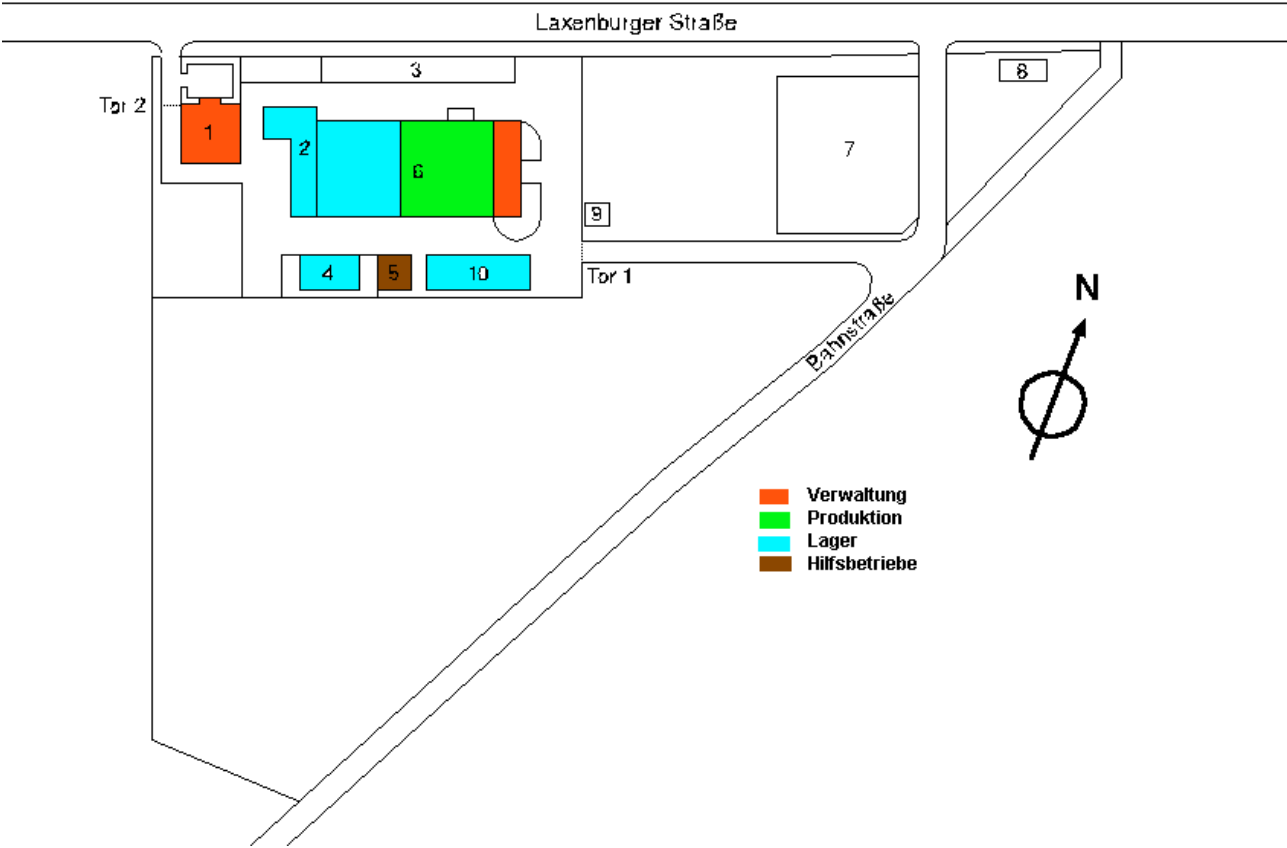 Laxenburger Straße
3
8
Tor 2
1
2
6
7
9
4
5
10
Tor 1
N
Bahnstraße
Verwaltung
Produktion
Lager
Hilfsbetriebe